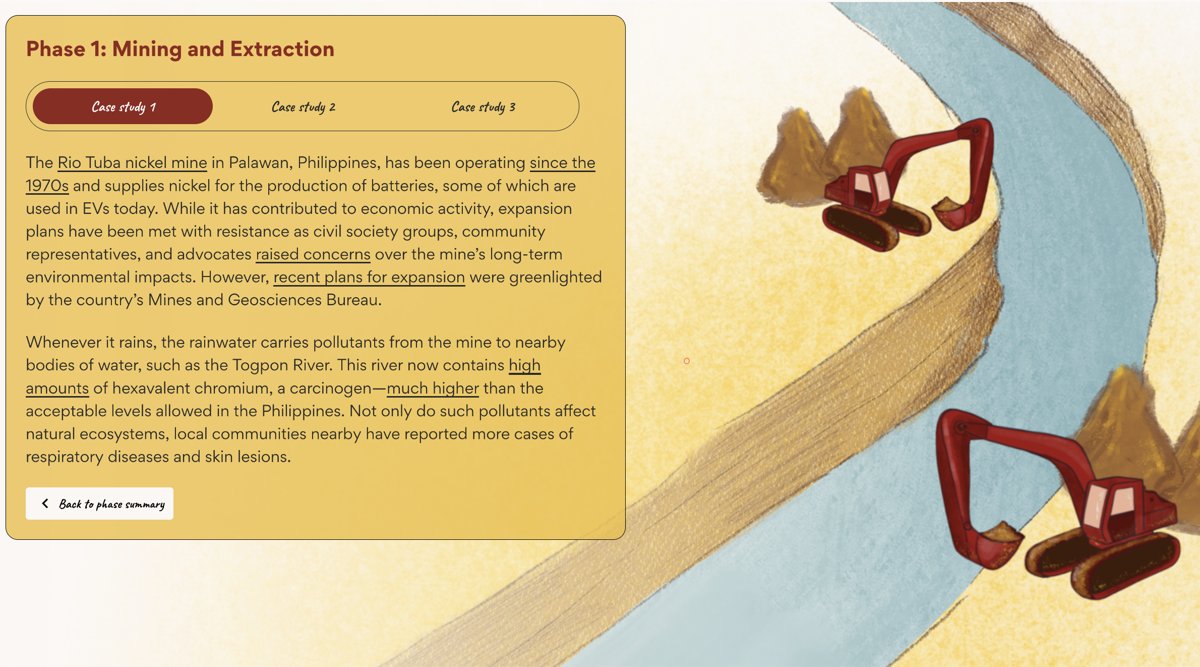 Phase 1: Mining and Extraction
Case study 1
Case study 2
Case study 3
The Rio Tuba nickel mine in Palawan, Philippines, has been operating since the
1970s and supplies nickel for the production of batteries, some of which are
used in EVs today. While it has contributed to economic activity, expansion
plans have been met with resistance as civil society groups, community
representatives, and advocates raised concerns over the mine's long-term
environmental impacts. However, recent plans for expansion were greenlighted
by the country's Mines and Geosciences Bureau.
Whenever it rains, the rainwater carries pollutants from the mine to nearby
bodies of water, such as the Togpon River. This river now contains high
amounts of hexavalent chromium, a carcinogen—much higher than the
acceptable levels allowed in the Philippines. Not only do such pollutants affect
natural ecosystems, local communities nearby have reported more cases of
respiratory diseases and skin lesions.
Back to phase summary